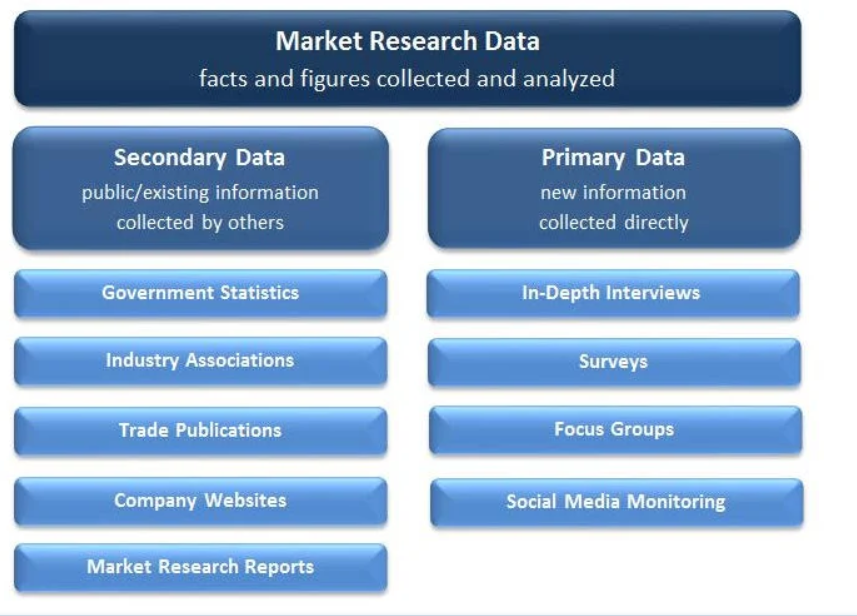 Market Research Data
facts and figures collected and analyzed
Secondary Data
public/existing information
collected by others
Government Statistics
Industry Associations
Trade Publications
Company Websites
Market Research Reports
Primary Data
new information
collected directly
In-Depth Interviews
Surveys
Focus Groups
Social Media Monitoring